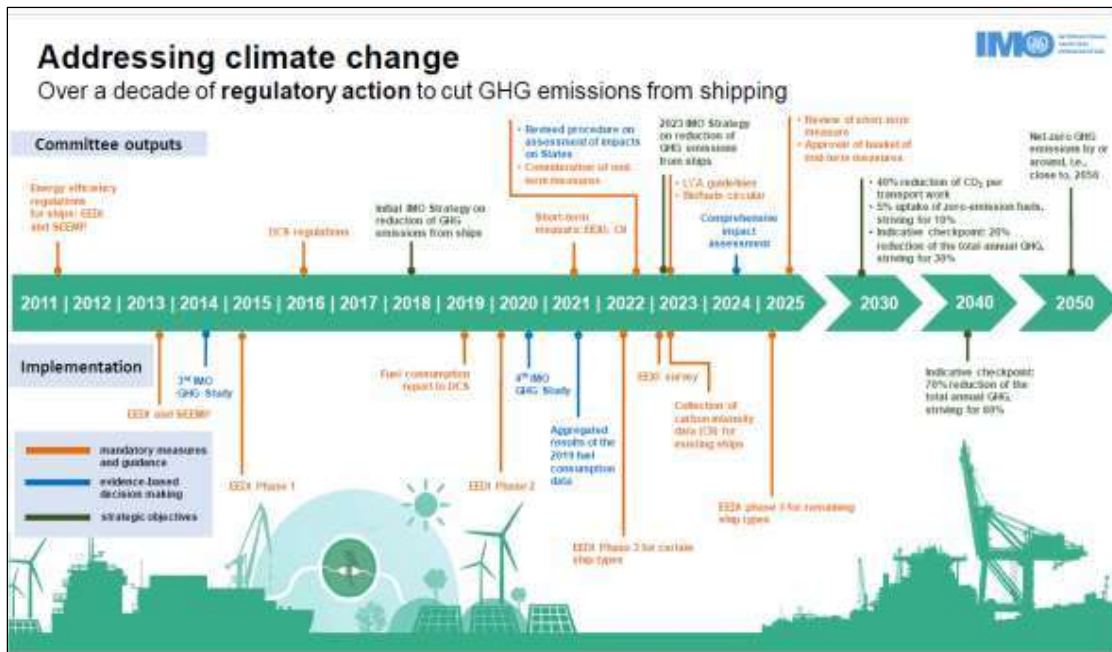 Addressing climate change
Over a decade of regulatory action to cut GHG emissions from shipping
IMO
INTERNATIONAL
MARITIME
ORGANIZATION
Committee outputs
Energy efficiency
regulations
for ships: EEDI
and SEEMP
DCS regulations
Initial IMO Strategy on
reduction of GHG
emissions from ships
• Revised procedure on
assessment of impacts
on States
• Consideration of mid-
term measures
Short-term
measure: EEXI, CII
2023 IMO Strategy
on reduction of
GHG emissions
from ships
• LCA guidelines
• Biofuels circular
Comprehensive
impact
assessment
• Review of short-term
measure
• Approval of basket of
mid-term measures
• 40% reduction of CO₂ per
transport work
• 5% uptake of zero-emission fuels,
striving for 10%
• Indicative checkpoint: 20%
reduction of the total annual GHG,
striving for 30%
Net-zero GHG
emissions by or
around, i.e.,
close to, 2050
2011 | 2012 | 2013 | 2014 | 2015 | 2016 | 2017 | 2018 | 2019 | 2020 | 2021 | 2022 | 2023 | 2024 | 2025
2030
2040
2050
Implementation
EEDI and SEEMP
3rd IMO
GHG Study
EEDI Phase 1
Fuel consumption
report to DCS
EEDI Phase 2
4th IMO
GHG Study
Aggregated
results of the
2019 fuel
consumption
data
EEDI Phase 3 for certain
ship types
EEXI survey
Collection of
carbon intensity
data (CII) for
existing ships
EEDI phase 3 for remaining
ship types
Indicative checkpoint:
70% reduction of the
total annual GHG,
striving for 80%
mandatory measures
and guidance
evidence-based
decision making
strategic objectives